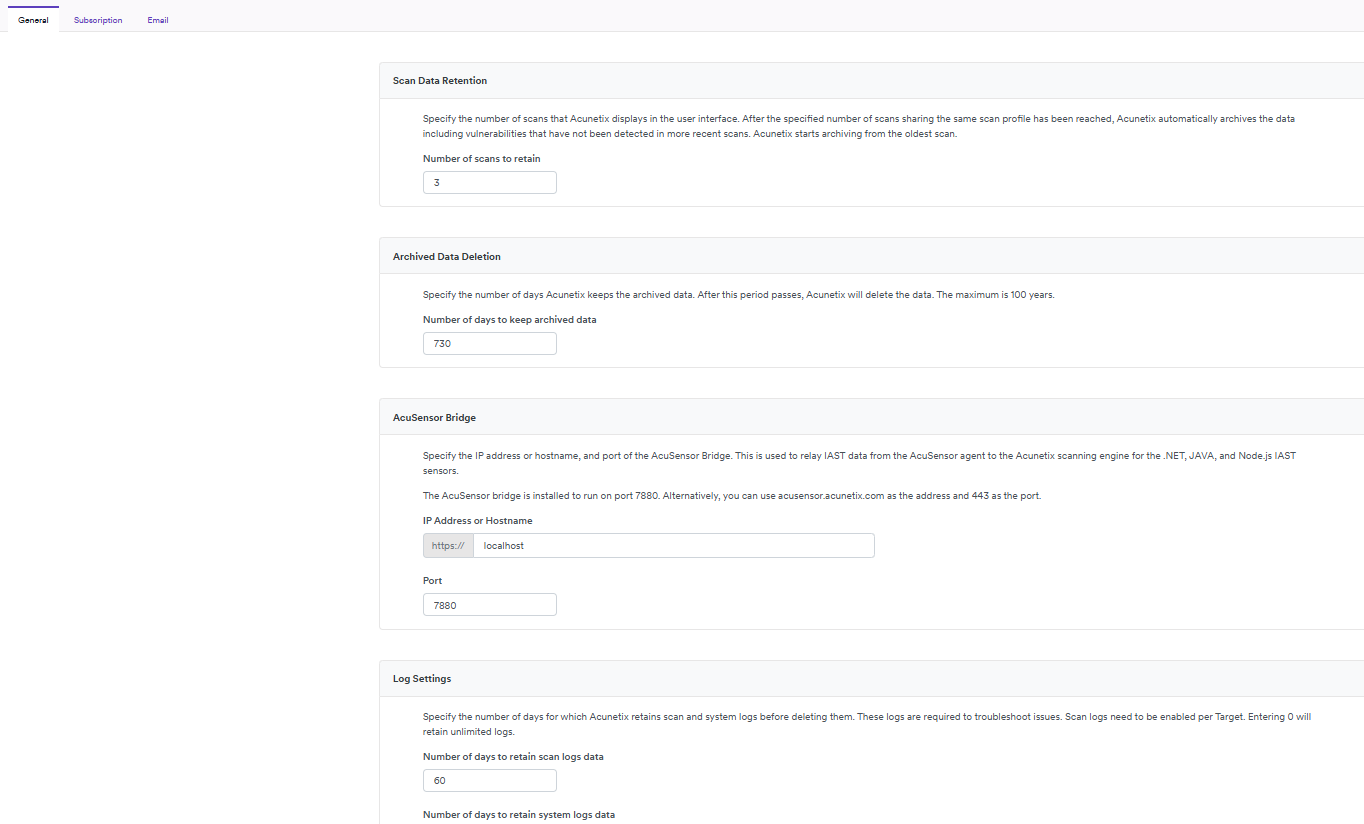 General Subscription Email
Scan Data Retention
Specify the number of scans that Acunetix displays in the user interface. After the specified number of scans sharing the same scan profile has been reached, Acunetix automatically archives the data
including vulnerabilities that have not been detected in more recent scans. Acunetix starts archiving from the oldest scan.
Number of scans to retain
3
Archived Data Deletion
Specify the number of days Acunetix keeps the archived data. After this period passes, Acunetix will delete the data. The maximum is 100 years.
Number of days to keep archived data
730
AcuSensor Bridge
Specify the IP address or hostname, and port of the AcuSensor Bridge. This is used to relay IAST data from the AcuSensor agent to the Acunetix scanning engine for the .NET, JAVA, and Node.js IAST
sensors.
The AcuSensor bridge is installed to run on port 7880. Alternatively, you can use acusensor.acunetix.com as the address and 443 as the port.
IP Address or Hostname
https:// localhost
Port
7880
Log Settings
Specify the number of days for which Acunetix retains scan and system logs before deleting them. These logs are required to troubleshoot issues. Scan logs need to be enabled per Target. Entering 0 will
retain unlimited logs.
Number of days to retain scan logs data
60
Number of days to retain system logs data